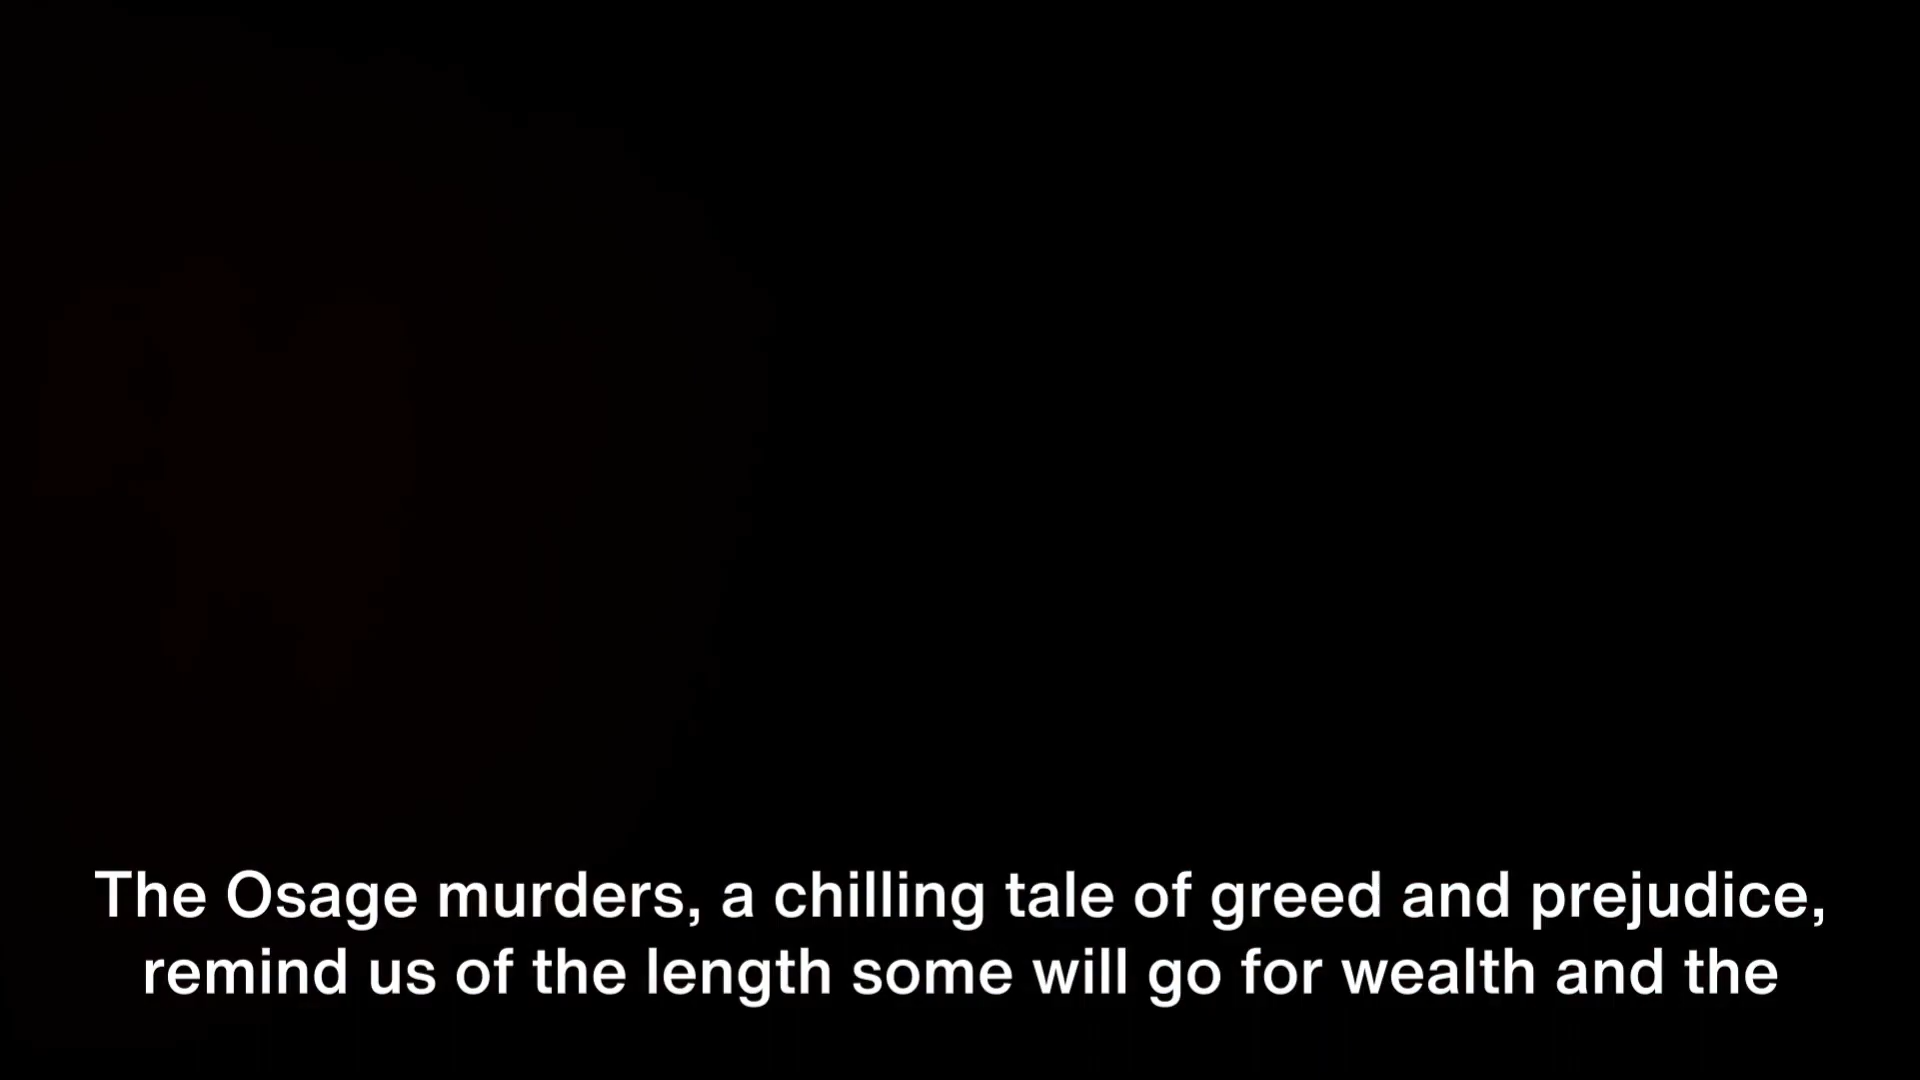 The Osage murders, a chilling tale of greed and prejudice,
remind us of the length some will go for wealth and the